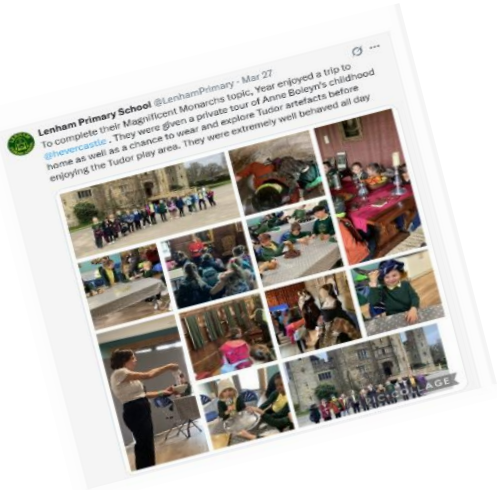 Lenham Primary School @LenhamPrimary · Mar 27
To complete their Magnificent Monarchs topic, Year enjoyed a trip to
@hevercastle . They were given a private tour of Anne Boleyn's childhood
home as well as a chance to wear and explore Tudor artefacts before
enjoying the Tudor play area. They were extremely well behaved all day
PIC COLLAGE